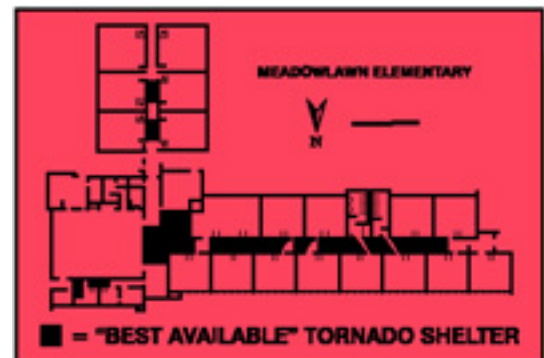 MEADOWLAWN ELEMENTARY
N
= "BEST AVAILABLE" TORNADO SHELTER